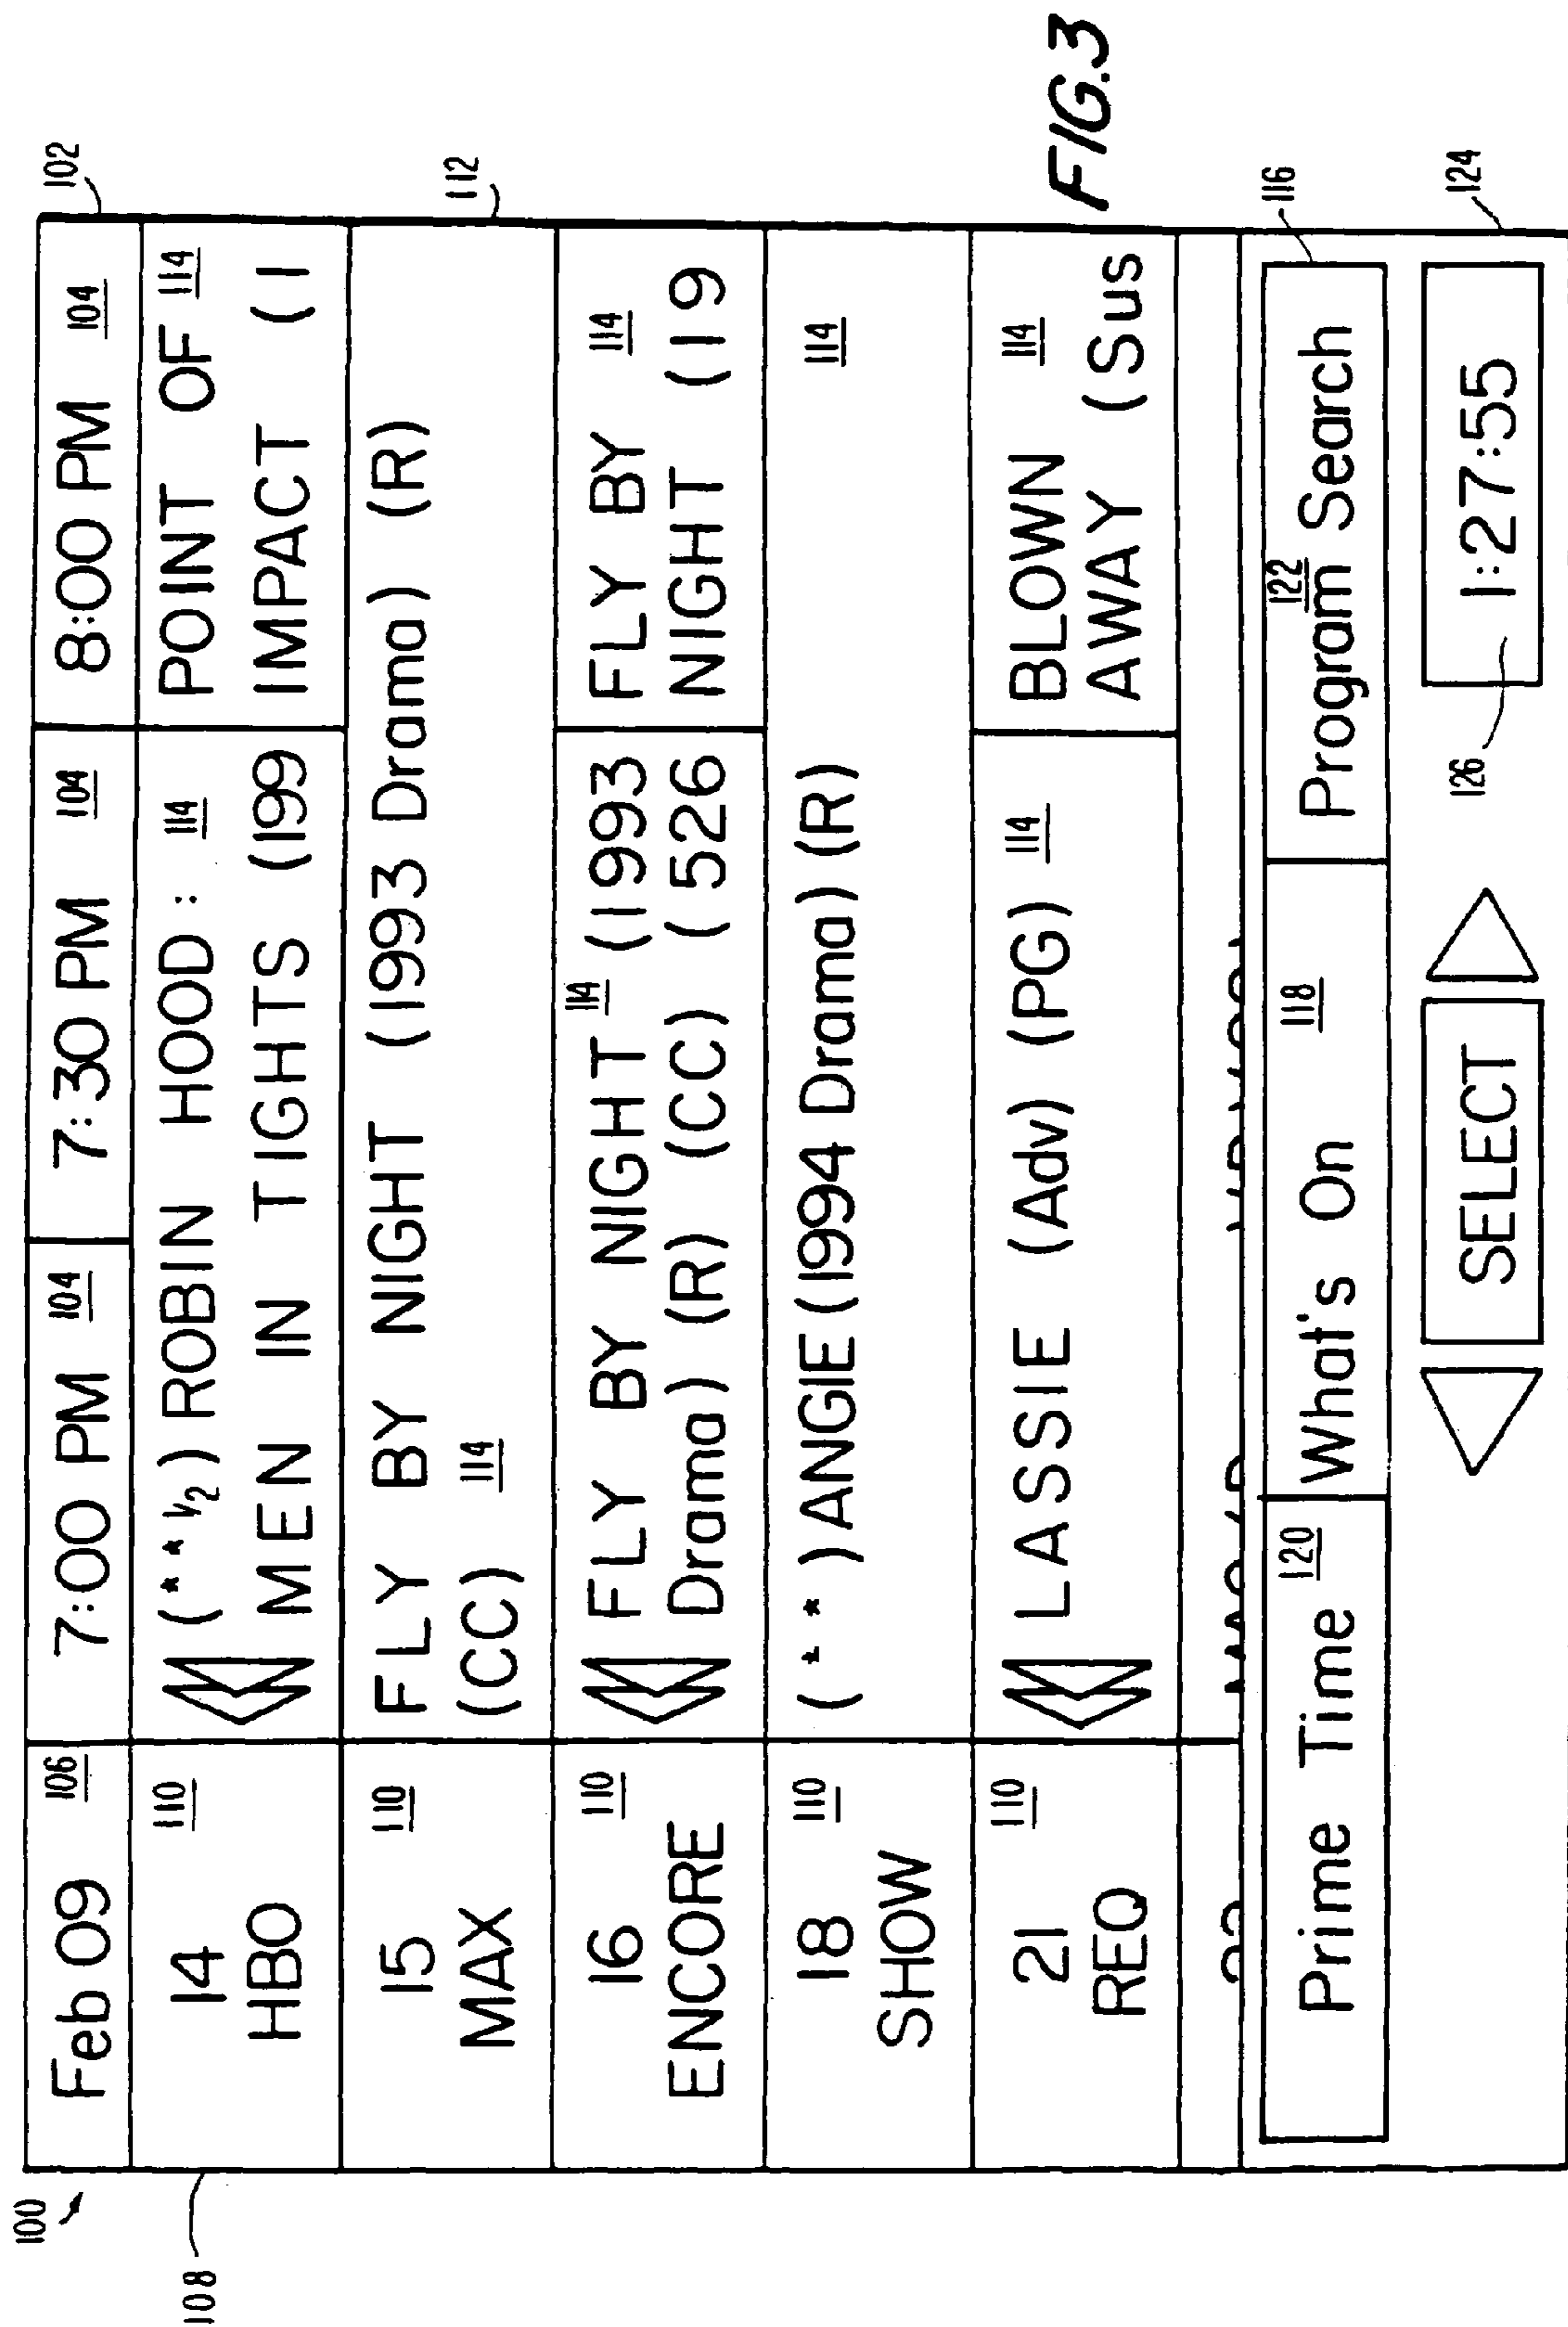 100
102
Feb 09 106
7:00 PM 104
7:30 PM 104
8:00 PM 104
108
14 110
HBO
(**½) ROBIN HOOD: 114
MEN IN TIGHTS (199
POINT OF 114
IMPACT (1
15 110
MAX
FLY BY NIGHT (1993 Drama) (R)
(CC) 114
112
16 110
ENCORE
FLY BY NIGHT 114 (1993
Drama) (R) (CC) (526
FLY BY 114
NIGHT (19
18 110
SHOW
(**) ANGIE (1994 Drama) (R)
114
21 110
REQ
LASSIE (Adv) (PG) 114
BLOWN 114
AWAY (Sus
FIG.3
Prime Time 120
What's On 118
Program Search 122
116
SELECT
126
1:27:55
124